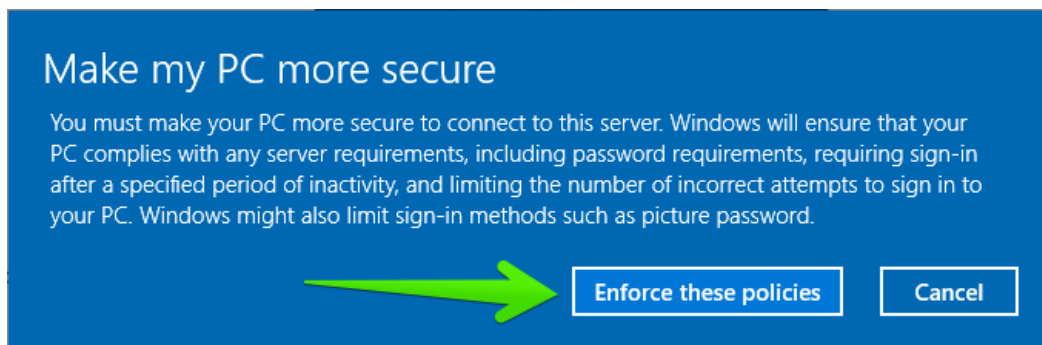 Make my PC more secure
You must make your PC more secure to connect to this server. Windows will ensure that your
PC complies with any server requirements, including password requirements, requiring sign-in
after a specified period of inactivity, and limiting the number of incorrect attempts to sign in to
your PC. Windows might also limit sign-in methods such as picture password.
Enforce these policies
Cancel